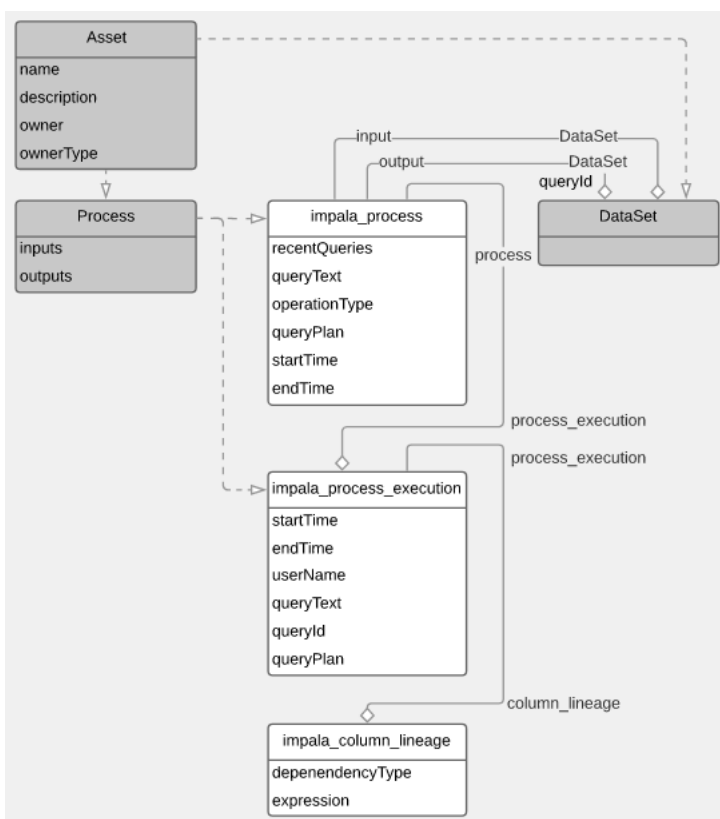 Asset
name
description
owner
ownerType
input DataSet
output DataSet
queryId
Process
inputs
outputs
impala_process
recentQueries
queryText
operationType
queryPlan
startTime
endTime
DataSet
process
process_execution
process_execution
impala_process_execution
startTime
endTime
userName
queryText
queryId
queryPlan
column_lineage
impala_column_lineage
depenendencyType
expression